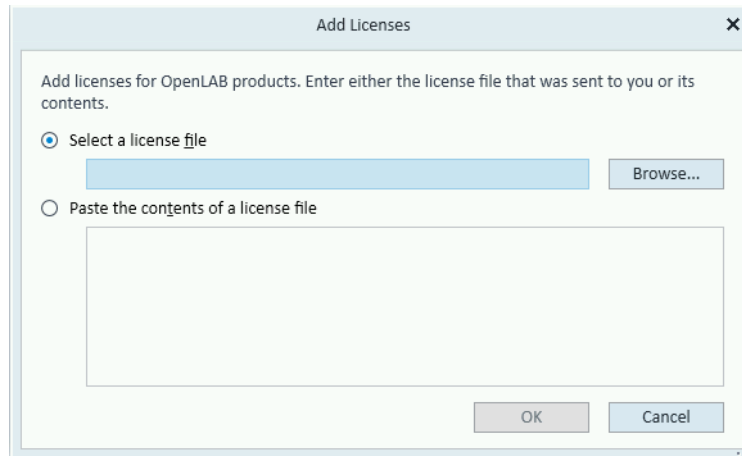 Add Licenses
Add licenses for OpenLAB products. Enter either the license file that was sent to you or its
contents.
Select a license file
Browse...
Paste the contents of a license file
OK
Cancel